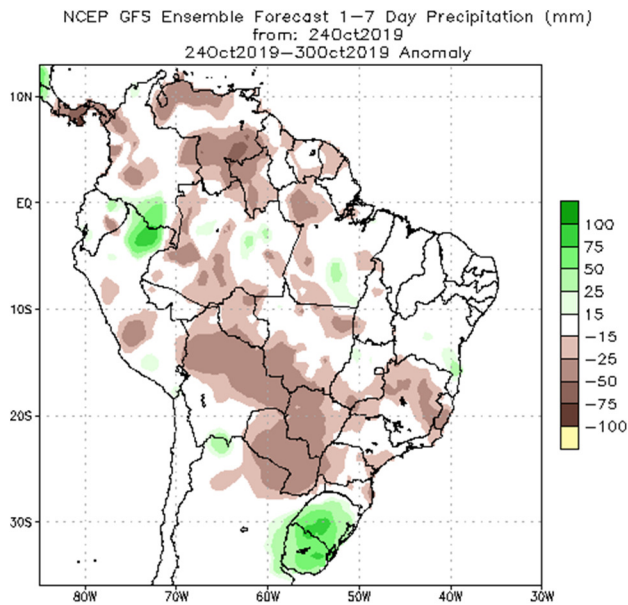 NCEP GFS Ensemble Forecast 1–7 Day Precipitation (mm)
from: 24Oct2019
24Oct2019–30Oct2019 Anomaly
10N
EQ
10S
20S
30S
80W
70W
60W
50W
40W
30W
100
75
50
25
15
−15
−25
−50
−75
−100